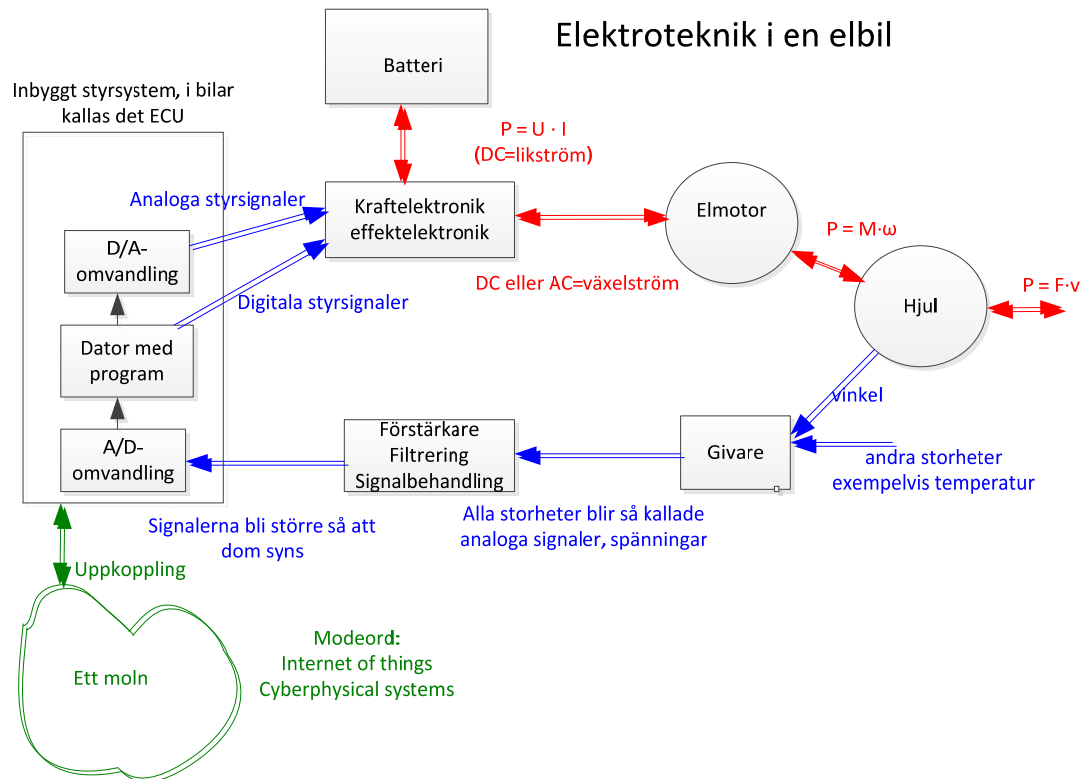 Elektroteknik i en elbil
Batteri
Inbyggt styrsystem, i bilar
kallas det ECU
P = U · I
(DC=likström)
Analoga styrsignaler
Kraftelektronik
effektelektronik
Elmotor
P = M·ω
D/A-
omvandling
Digitala styrsignaler
DC eller AC=växelström
Hjul
P = F·v
Dator med
program
vinkel
A/D-
omvandling
Förstärkare
Filtrering
Signalbehandling
Givare
andra storheter
exempelvis temperatur
Signalerna bli större så att
dom syns
Alla storheter blir så kallade
analoga signaler, spänningar
Uppkoppling
Ett moln
Modeord:
Internet of things
Cyberphysical systems